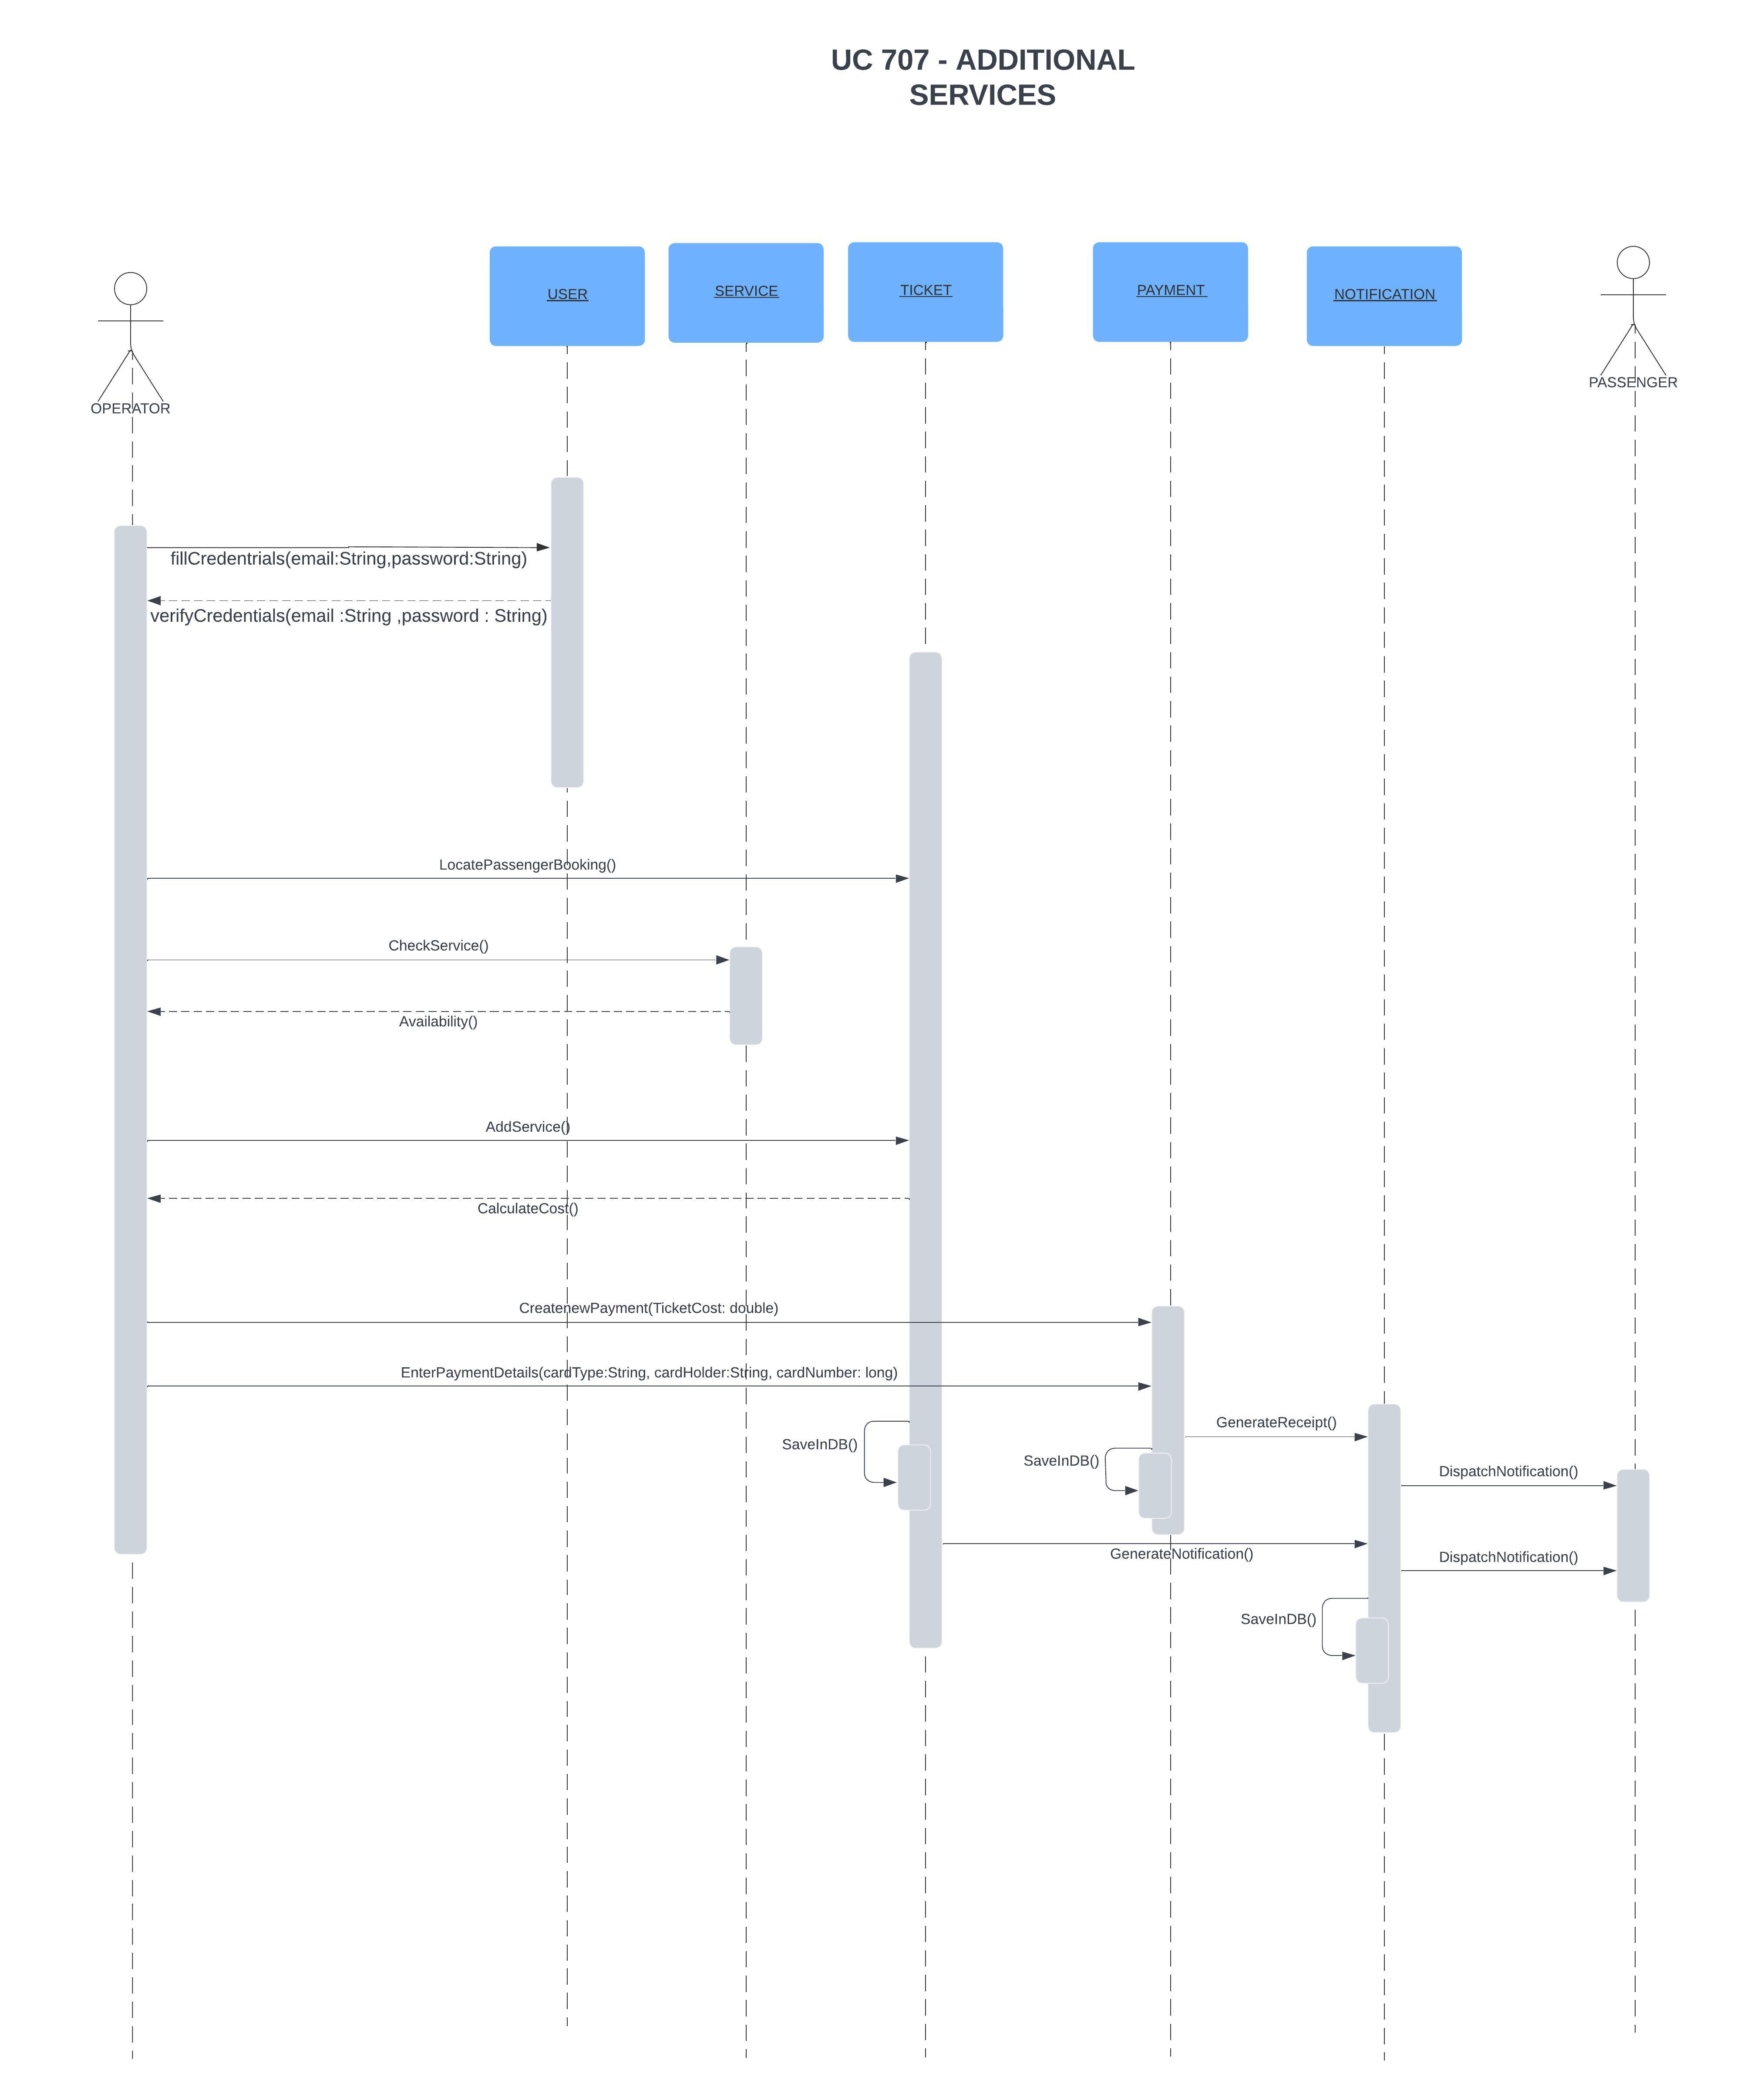 UC 707 - ADDITIONAL
SERVICES
OPERATOR
USER
SERVICE
TICKET
PAYMENT
NOTIFICATION
PASSENGER
fillCredentrials(email:String,password:String)
verifyCredentials(email :String ,password : String)
LocatePassengerBooking()
CheckService()
Availability()
AddService()
CalculateCost()
CreatenewPayment(TicketCost: double)
EnterPaymentDetails(cardType:String, cardHolder:String, cardNumber: long)
GenerateReceipt()
SaveInDB()
SaveInDB()
DispatchNotification()
GenerateNotification()
DispatchNotification()
SaveInDB()